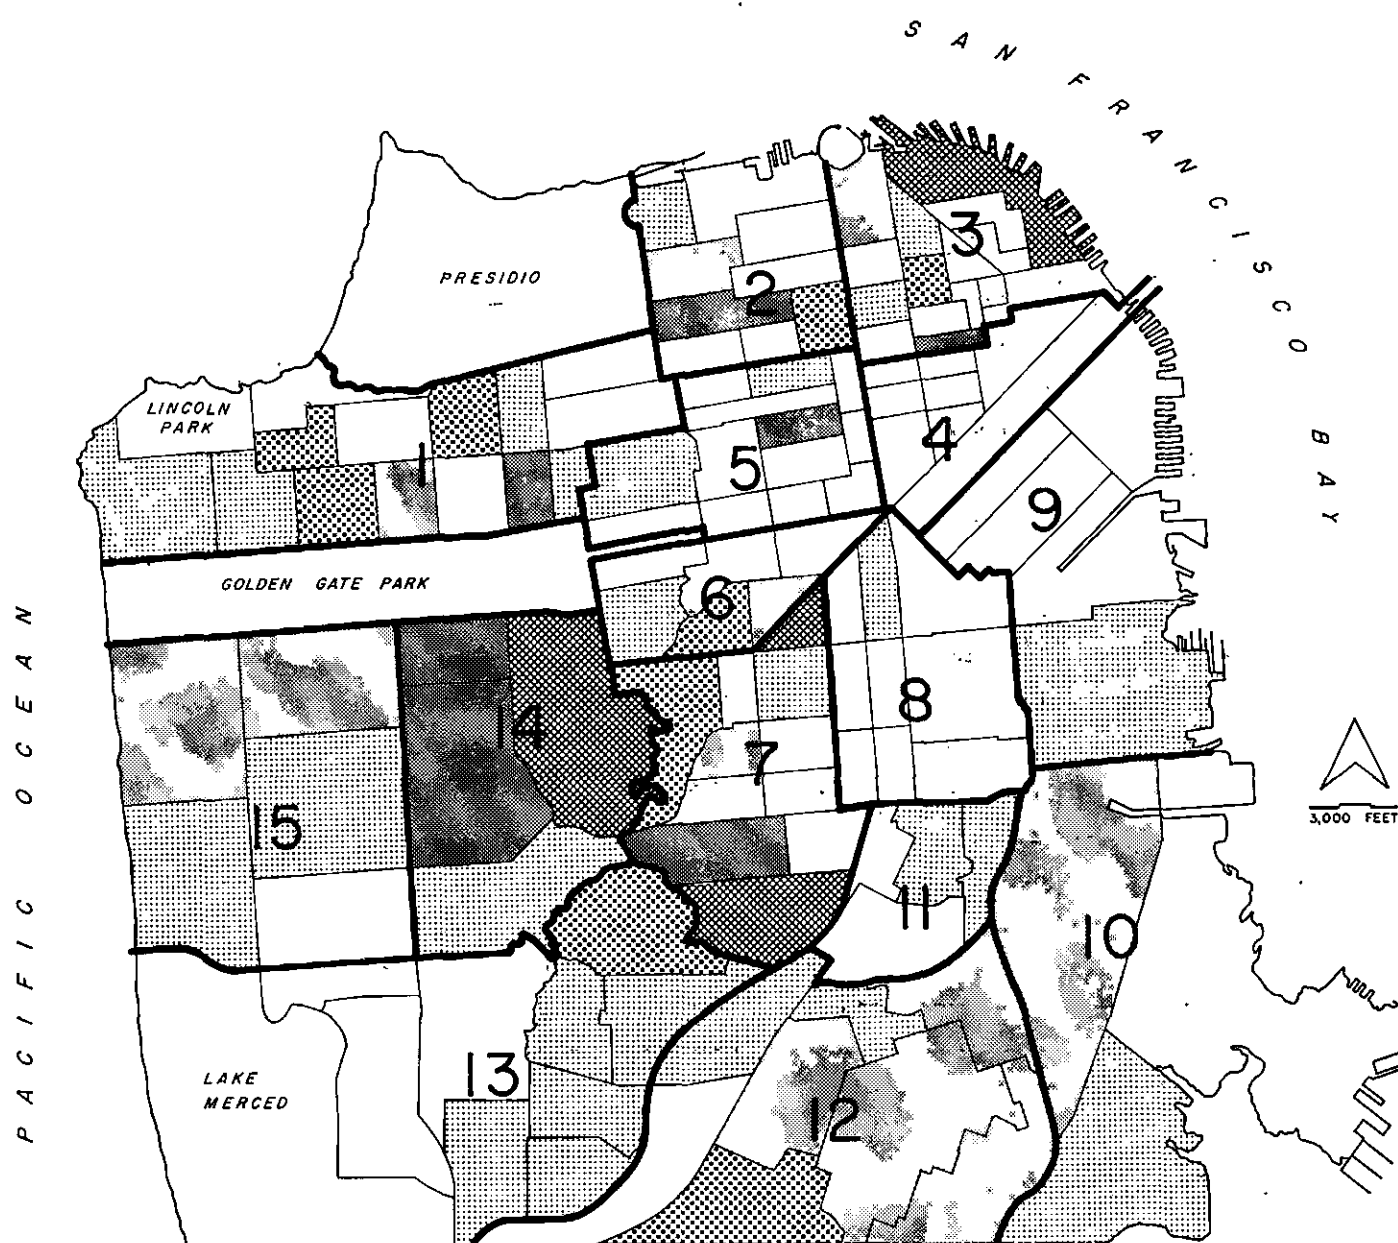 SAN FRANCISCO BAY
PRESIDIO
LINCOLN
PARK
GOLDEN GATE PARK
PACIFIC OCEAN
LAKE
MERCED
3,000 FEET
1
2
3
4
5
6
7
8
9
10
11
12
13
14
15